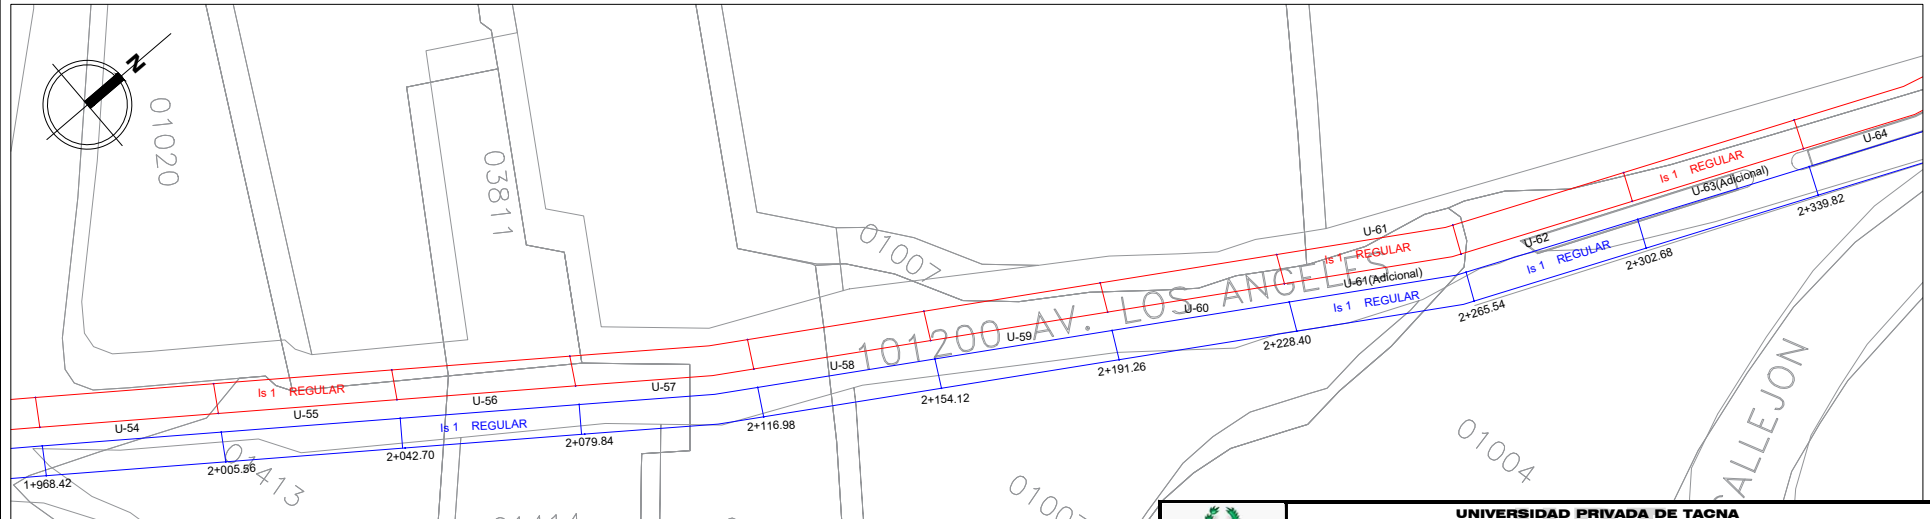 N
01020
03811
01007
101200 AV. LOS ANGELES
01413
01004
CALLEJON
Is 1 REGULAR
Is 1 REGULAR
Is 1 REGULAR
Is 1 REGULAR
Is 1 REGULAR
Is 1 REGULAR
U-54
U-55
U-56
U-57
U-58
U-59
U-60
U-61
U-61(Adicional)
U-62
U-63(Adicional)
U-64
1+968.42
2+005.56
2+042.70
2+079.84
2+116.98
2+154.12
2+191.26
2+228.40
2+265.54
2+302.68
2+339.82
UNIVERSIDAD PRIVADA DE TACNA